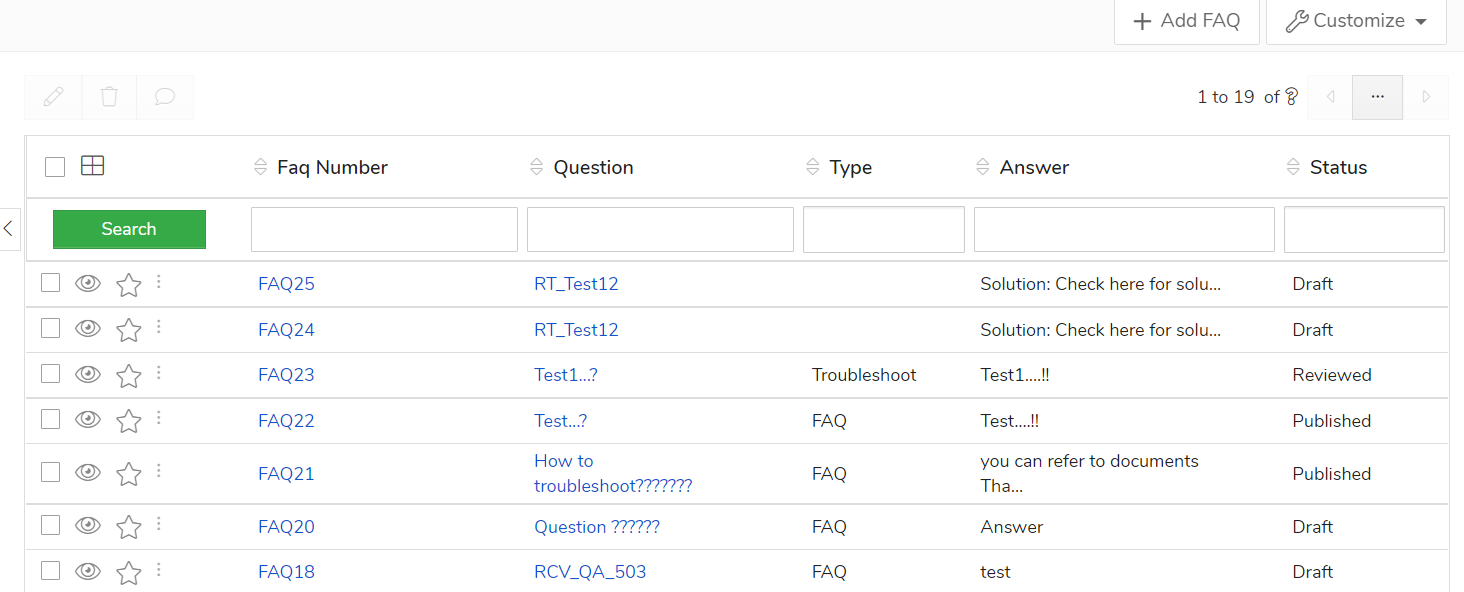 Add FAQ Customize
1 to 19 of ?
...
Faq Number Question Type Answer Status
Search
FAQ25 RT_Test12 Solution: Check here for solu... Draft
FAQ24 RT_Test12 Solution: Check here for solu... Draft
FAQ23 Test1...? Troubleshoot Test1....!! Reviewed
FAQ22 Test...? FAQ Test....!! Published
FAQ21 How to troubleshoot??????? FAQ you can refer to documents Tha... Published
FAQ20 Question ?????? FAQ Answer Draft
FAQ18 RCV_QA_503 FAQ test Draft